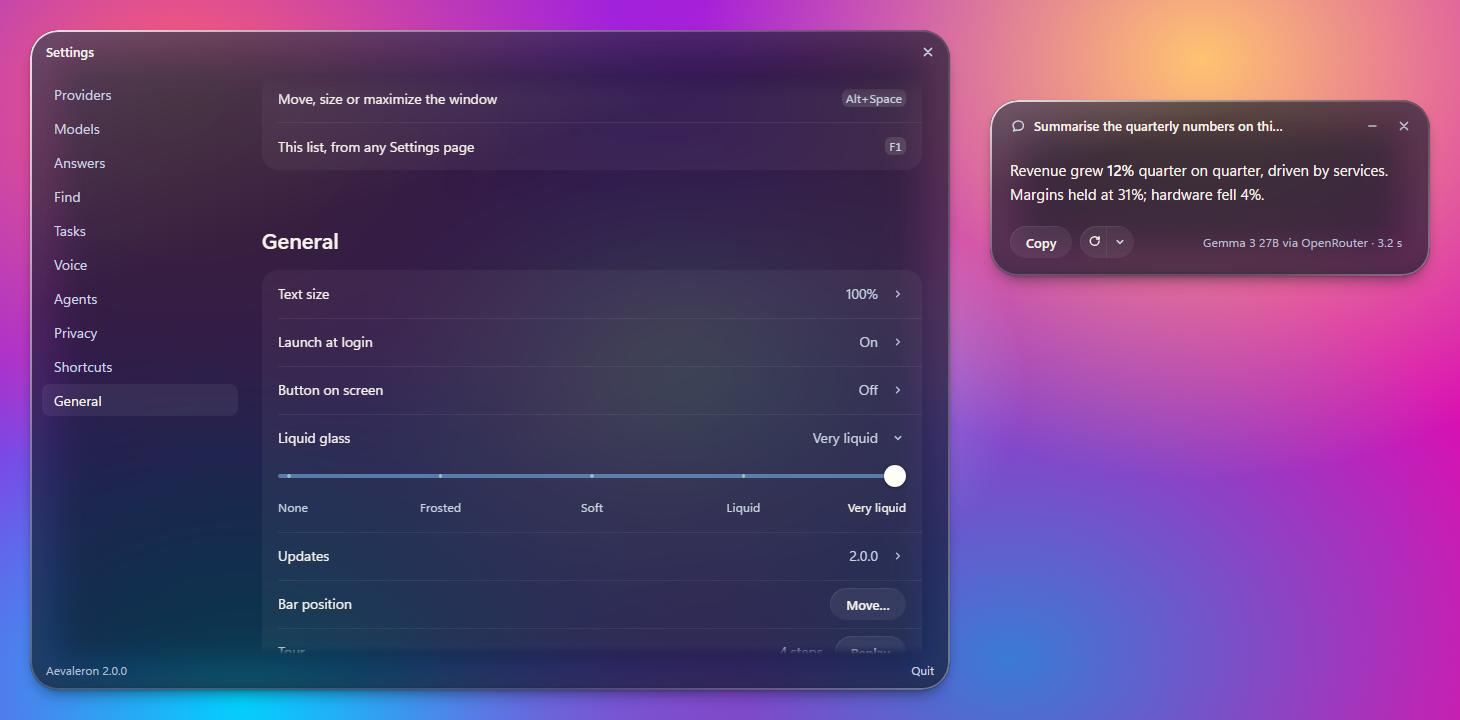 Settings
Providers
Models
Answers
Find
Tasks
Voice
Agents
Privacy
Shortcuts
General
Move, size or maximize the window Alt+Space
This list, from any Settings page F1
General
Text size 100%
Launch at login On
Button on screen Off
Liquid glass Very liquid
None Frosted Soft Liquid Very liquid
Updates 2.0.0
Bar position Move...
Tour 4 steps Replay
Aevaleron 2.0.0 Quit
Summarise the quarterly numbers on thi...
Revenue grew 12% quarter on quarter, driven by services.
Margins held at 31%; hardware fell 4%.
Copy Gemma 3 27B via OpenRouter · 3.2 s